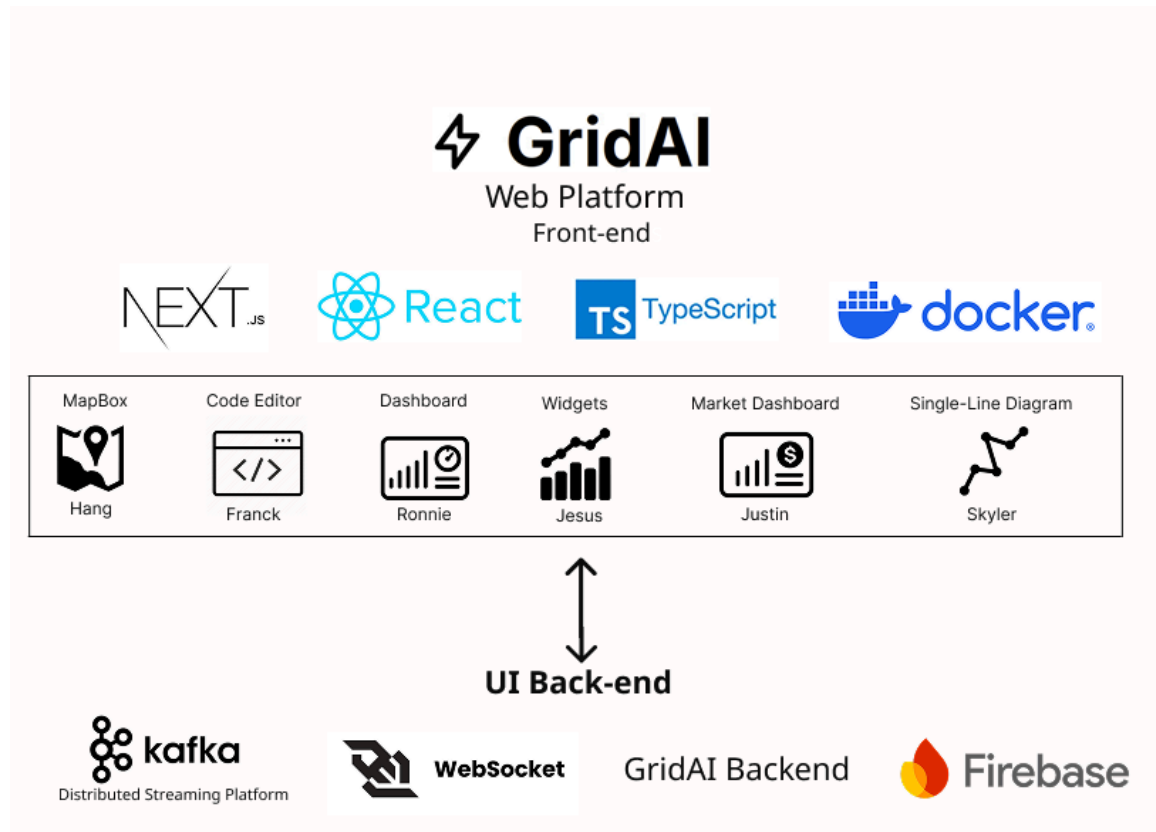 GridAI
Web Platform
Front-end
NEXT.JS
React
TS TypeScript
docker®
MapBox
Code Editor
Dashboard
Widgets
Market Dashboard
Single-Line Diagram
</>
$
Hang
Franck
Ronnie
Jesus
Justin
Skyler
UI Back-end
kafka
Distributed Streaming Platform
WebSocket
GridAI Backend
Firebase